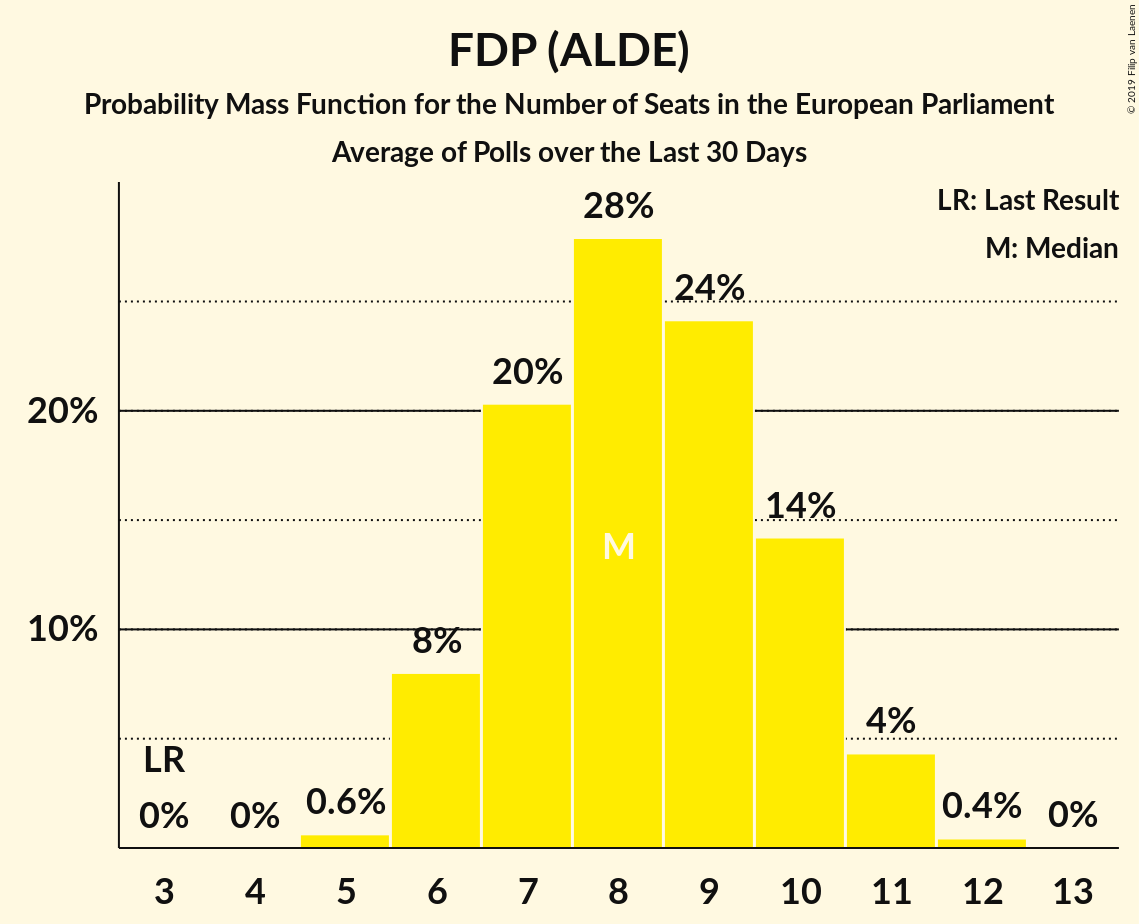 FDP (ALDE)
Probability Mass Function for the Number of Seats in the European Parliament
Average of Polls over the Last 30 Days
© 2019 Filip van Laenen
LR: Last Result
M: Median
28%
24%
20%
20%
14%
M
10%
8%
4%
LR
0%
0%
0.6%
0.4%
0%
3 4 5 6 7 8 9 10 11 12 13